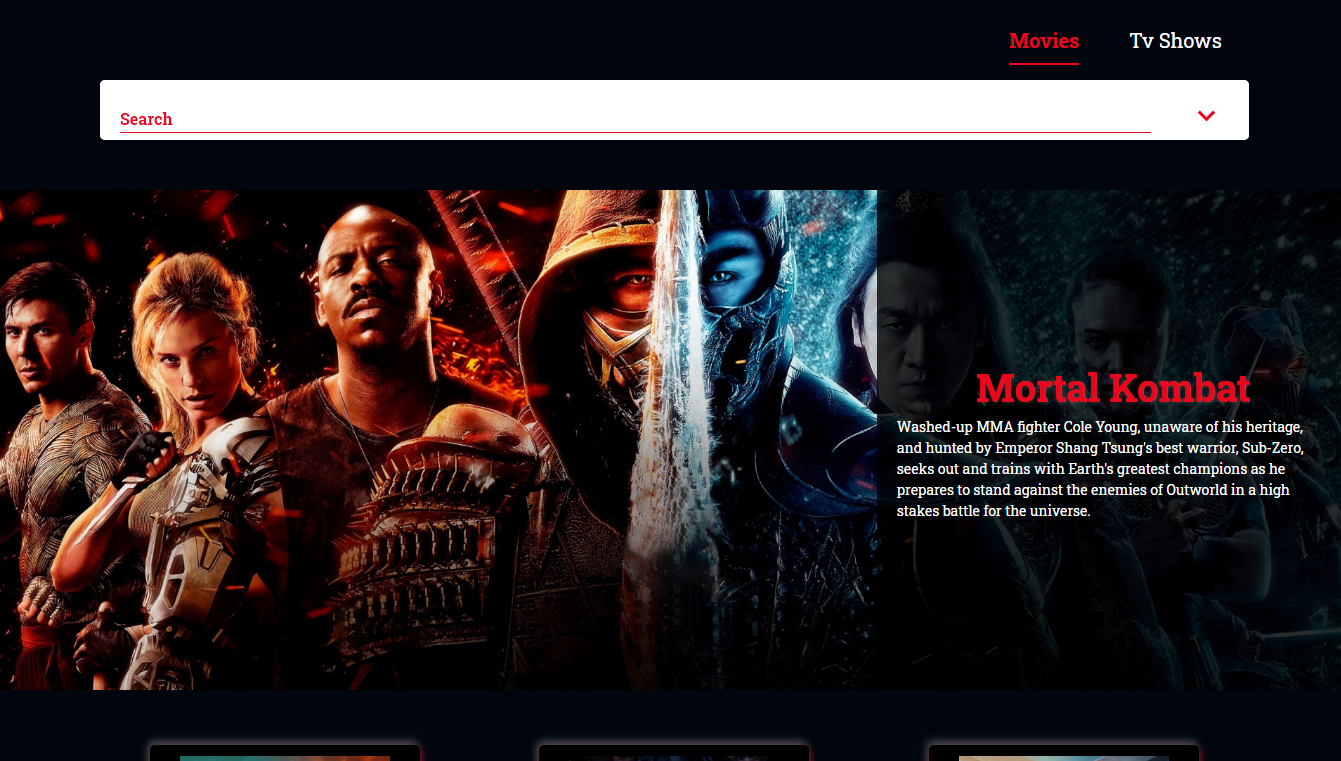 Movies Tv Shows
Search
Mortal Kombat
Washed-up MMA fighter Cole Young, unaware of his heritage,
and hunted by Emperor Shang Tsung's best warrior, Sub-Zero,
seeks out and trains with Earth's greatest champions as he
prepares to stand against the enemies of Outworld in a high
stakes battle for the universe.